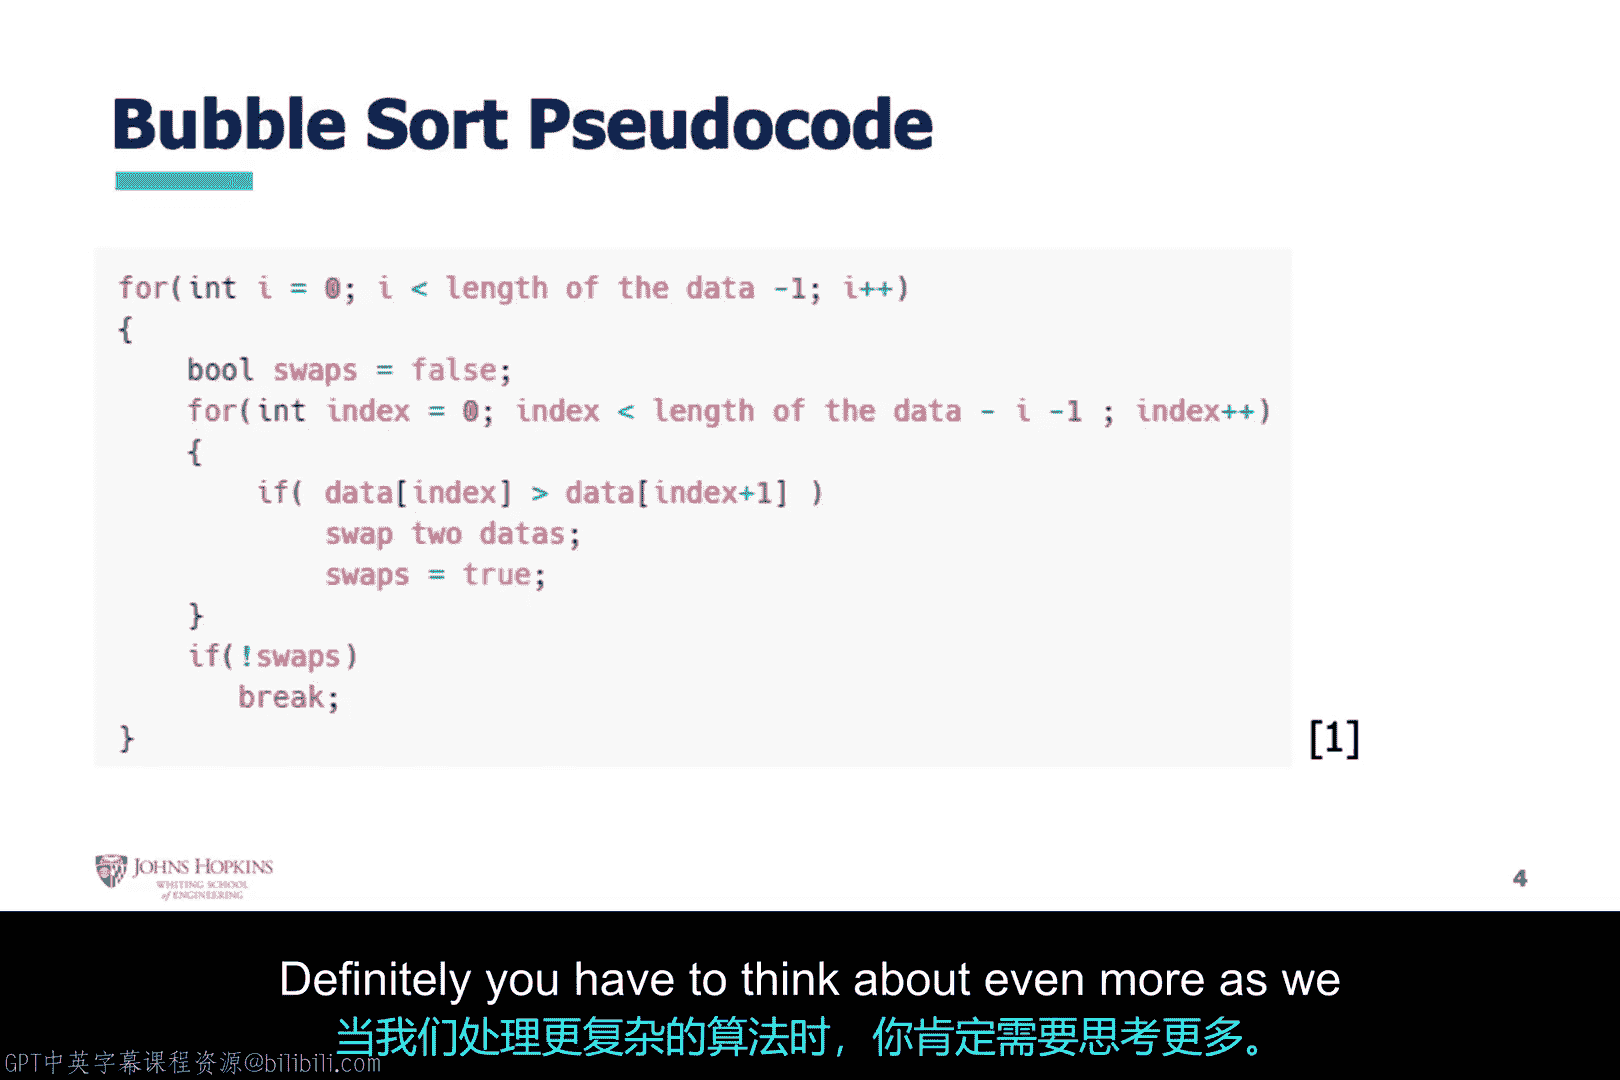 Bubble Sort Pseudocode
for(int i = 0; i < length of the data -1; i++)
{
bool swaps = false;
for(int index = 0; index < length of the data - i -1 ; index++)
{
if( data[index] > data[index+1] )
swap two datas;
swaps = true;
}
if(!swaps)
break;
}
[1]
JOHNS HOPKINS
WHITING SCHOOL
of ENGINEERING
4
Definitely you have to think about even more as we
当我们处理更复杂的算法时，你肯定需要思考更多。
GPT中英字幕课程资源@bilibili.com